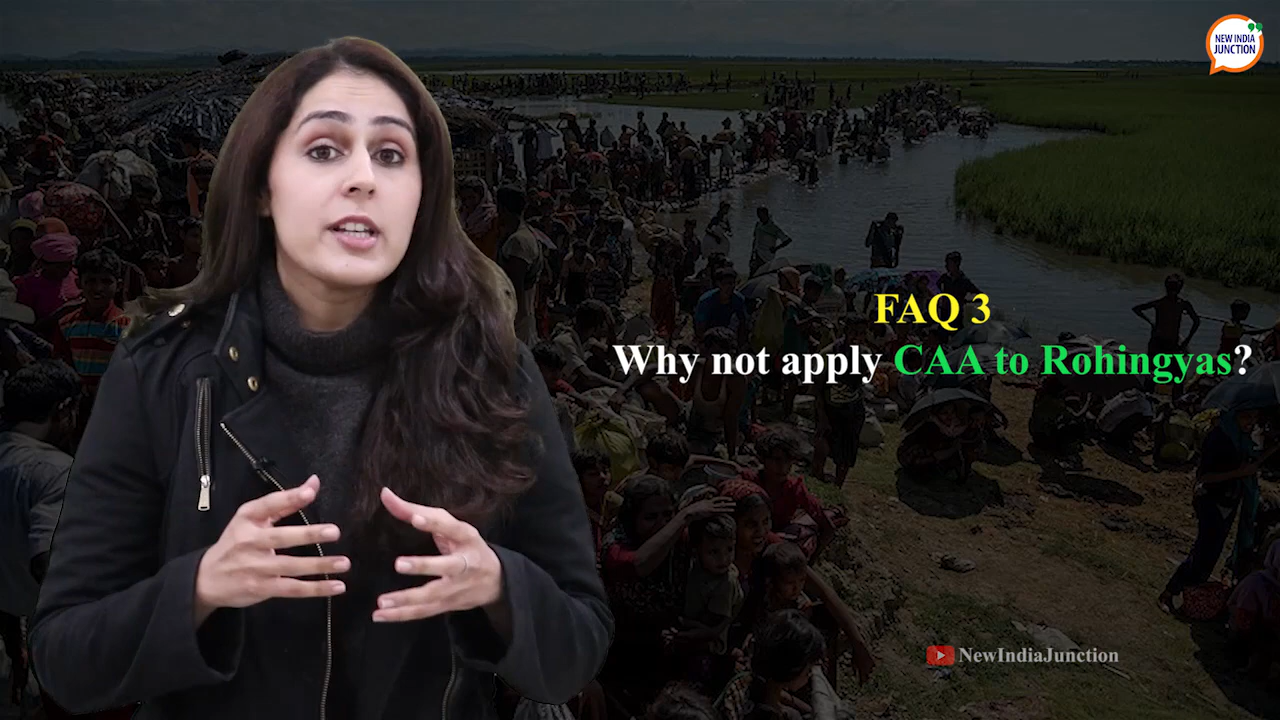 NEW INDIA
JUNCTION
FAQ 3
Why not apply CAA to Rohingyas?
NewIndiaJunction